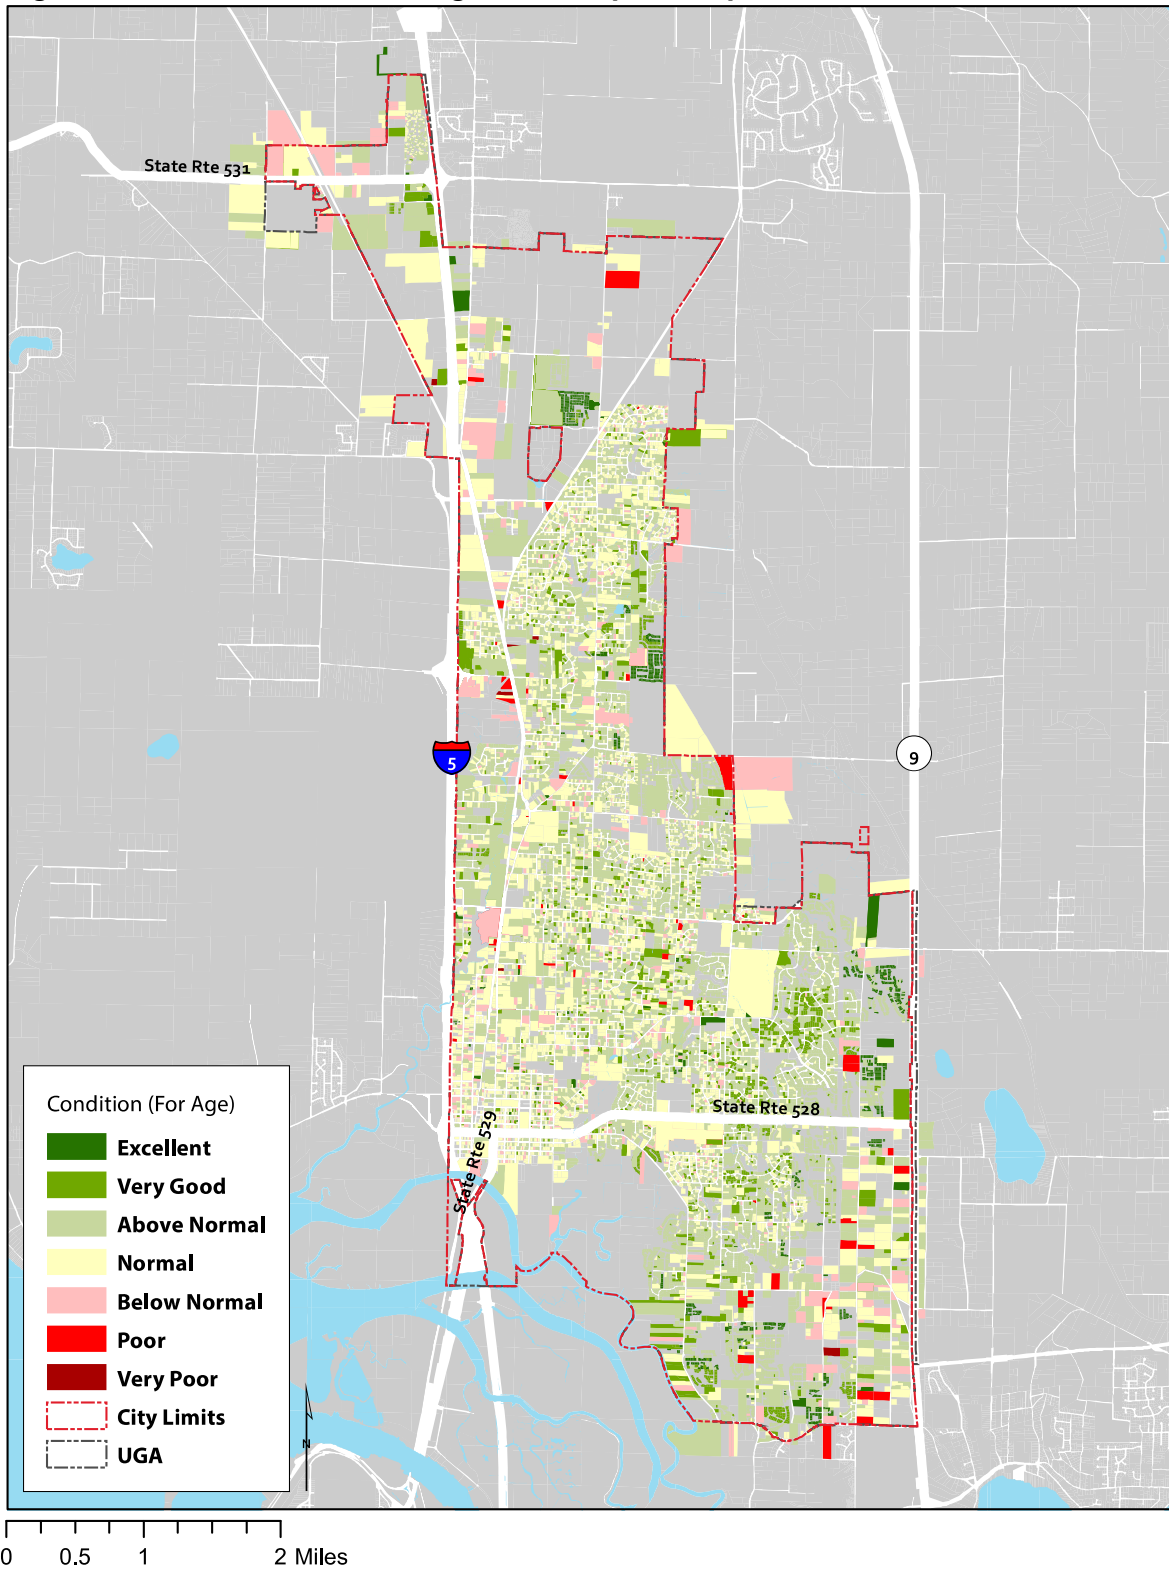 State Rte 531
5
9
State Rte 528
State Rte 529
Condition (For Age)
Excellent
Very Good
Above Normal
Normal
Below Normal
Poor
Very Poor
City Limits
UGA
N
0 0.5 1 2 Miles